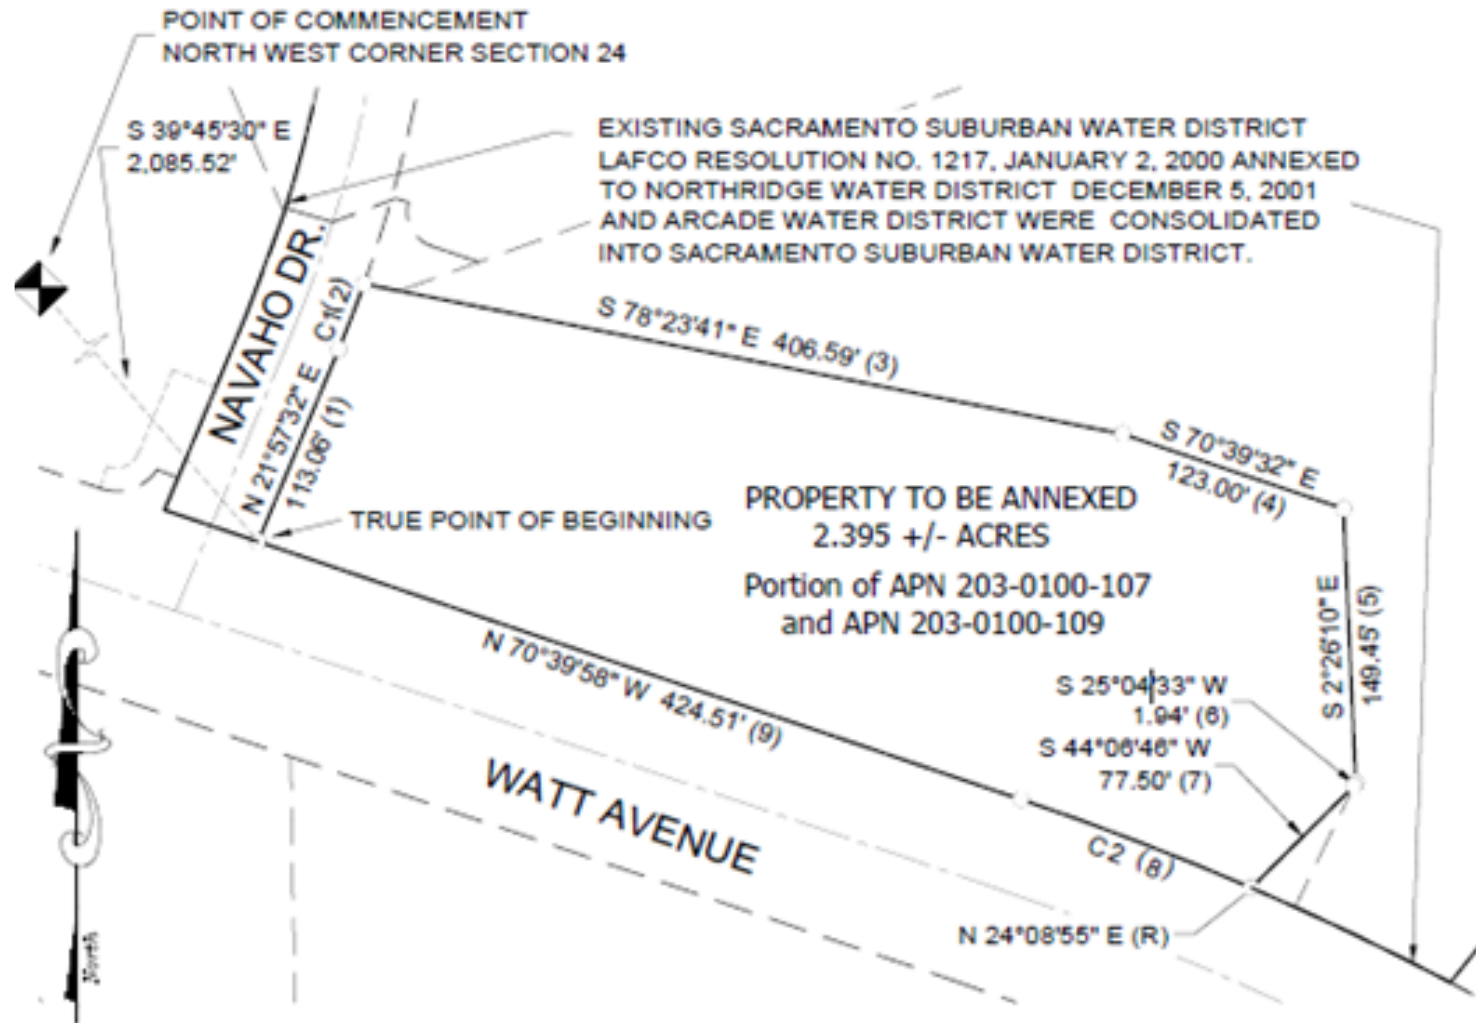 POINT OF COMMENCEMENT
NORTH WEST CORNER SECTION 24
S 39°45'30" E
2,085.52'
EXISTING SACRAMENTO SUBURBAN WATER DISTRICT
LAFCO RESOLUTION NO. 1217, JANUARY 2, 2000 ANNEXED
TO NORTHRIDGE WATER DISTRICT DECEMBER 5, 2001
AND ARCADE WATER DISTRICT WERE CONSOLIDATED
INTO SACRAMENTO SUBURBAN WATER DISTRICT.
NAVAHO DR.
C1(2)
N 21°57'32" E
113.06' (1)
S 78°23'41" E 406.59' (3)
S 70°39'32" E
123.00' (4)
TRUE POINT OF BEGINNING
PROPERTY TO BE ANNEXED
2.395 +/- ACRES
Portion of APN 203-0100-107
and APN 203-0100-109
S 2°26'10" E
149.45' (5)
S 25°04'33" W
1.94' (6)
S 44°06'46" W
77.50' (7)
N 70°39'58" W 424.51' (9)
WATT AVENUE
C2 (8)
N 24°08'55" E (R)
North